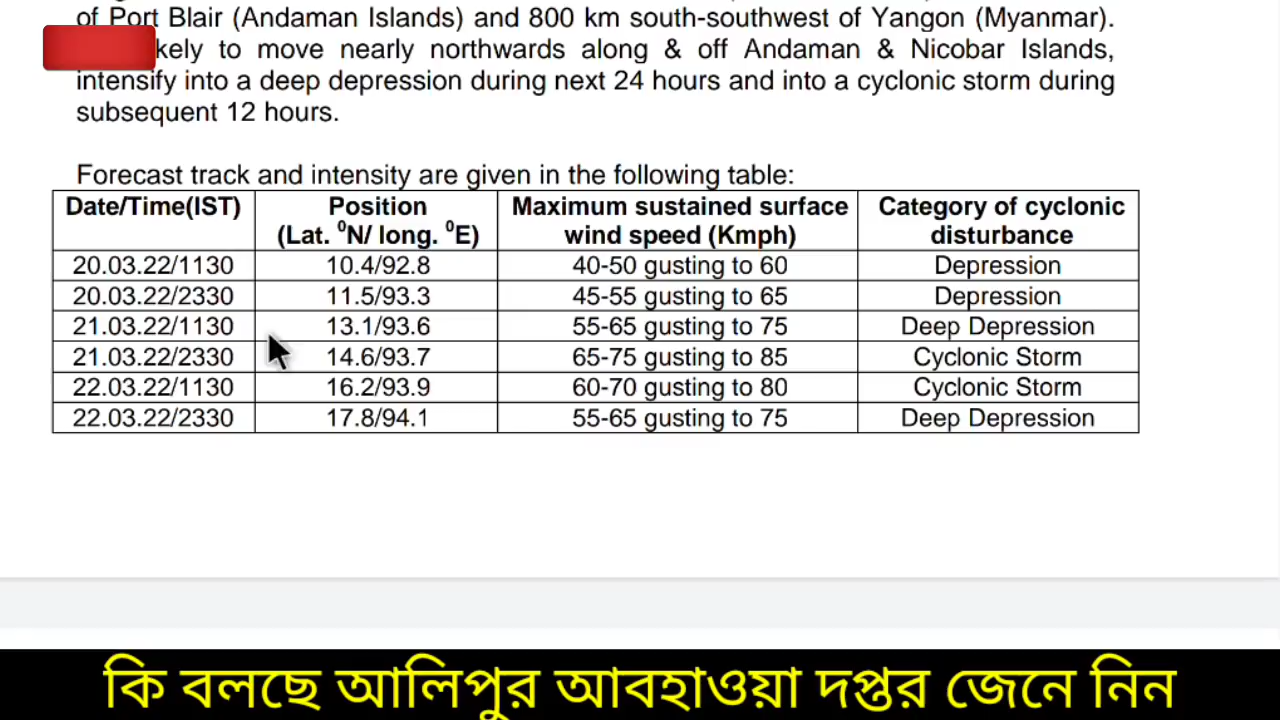 of Port Blair (Andaman Islands) and 800 km south-southwest of Yangon (Myanmar).
kely to move nearly northwards along & off Andaman & Nicobar Islands,
intensify into a deep depression during next 24 hours and into a cyclonic storm during
subsequent 12 hours.
Forecast track and intensity are given in the following table:
Date/Time(IST) Position (Lat. ⁰N/ long. ⁰E) Maximum sustained surface wind speed (Kmph) Category of cyclonic disturbance
20.03.22/1130 10.4/92.8 40-50 gusting to 60 Depression
20.03.22/2330 11.5/93.3 45-55 gusting to 65 Depression
21.03.22/1130 13.1/93.6 55-65 gusting to 75 Deep Depression
21.03.22/2330 14.6/93.7 65-75 gusting to 85 Cyclonic Storm
22.03.22/1130 16.2/93.9 60-70 gusting to 80 Cyclonic Storm
22.03.22/2330 17.8/94.1 55-65 gusting to 75 Deep Depression
কি বলছে আলিপুর আবহাওয়া দপ্তর জেনে নিন